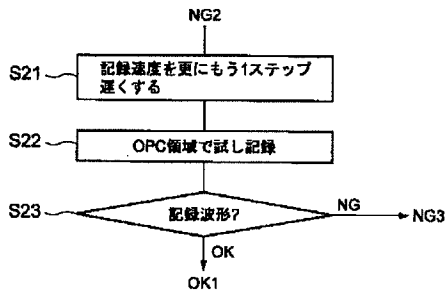 NG2
S21
記録速度を更にもう1ステップ
遅くする
S22
OPC領域で試し記録
S23
記録波形?
NG
NG3
OK
OK1